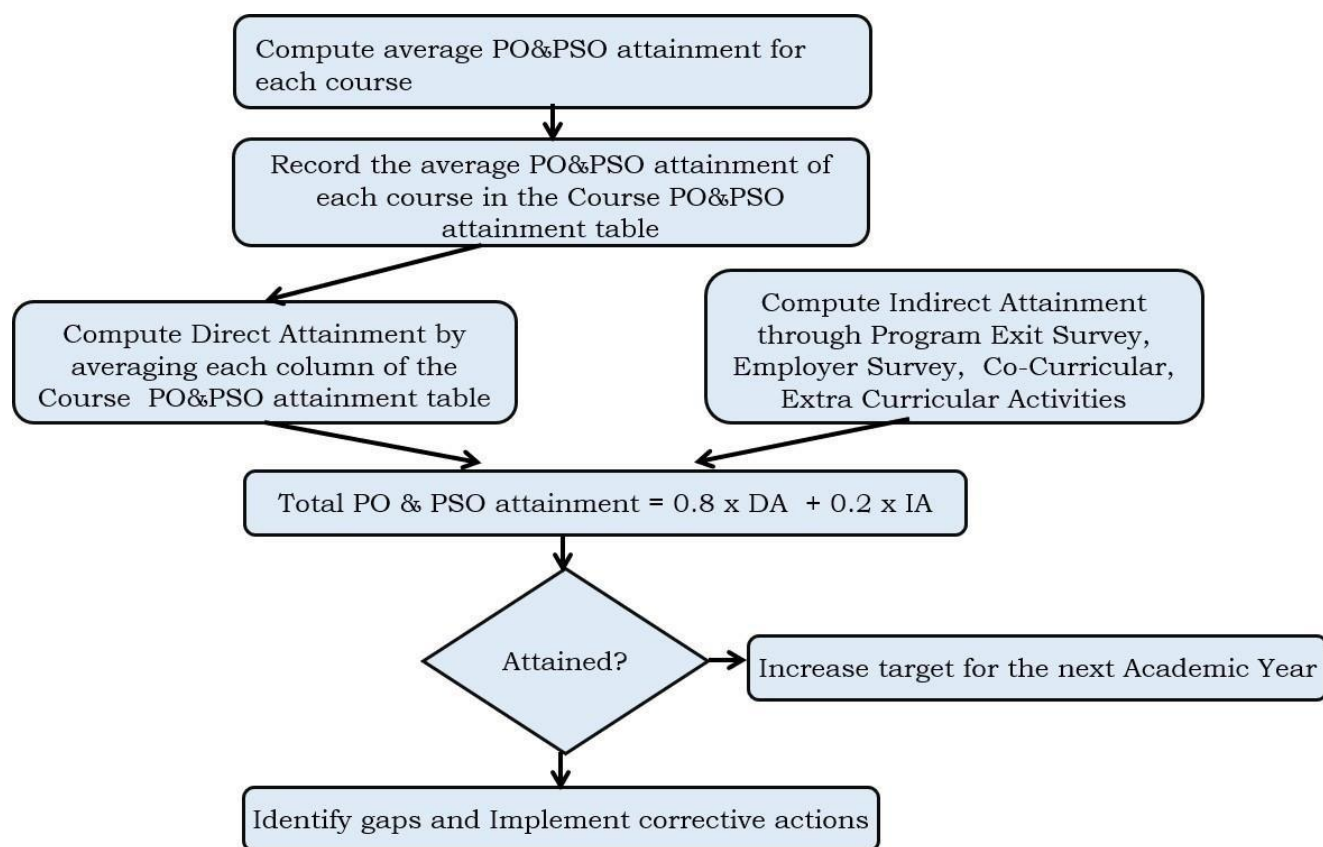 Compute average PO&PSO attainment for
each course
Record the average PO&PSO attainment of
each course in the Course PO&PSO
attainment table
Compute Direct Attainment by
averaging each column of the
Course PO&PSO attainment table
Compute Indirect Attainment
through Program Exit Survey,
Employer Survey, Co-Curricular,
Extra Curricular Activities
Total PO & PSO attainment = 0.8 x DA + 0.2 x IA
Attained?
Increase target for the next Academic Year
Identify gaps and Implement corrective actions